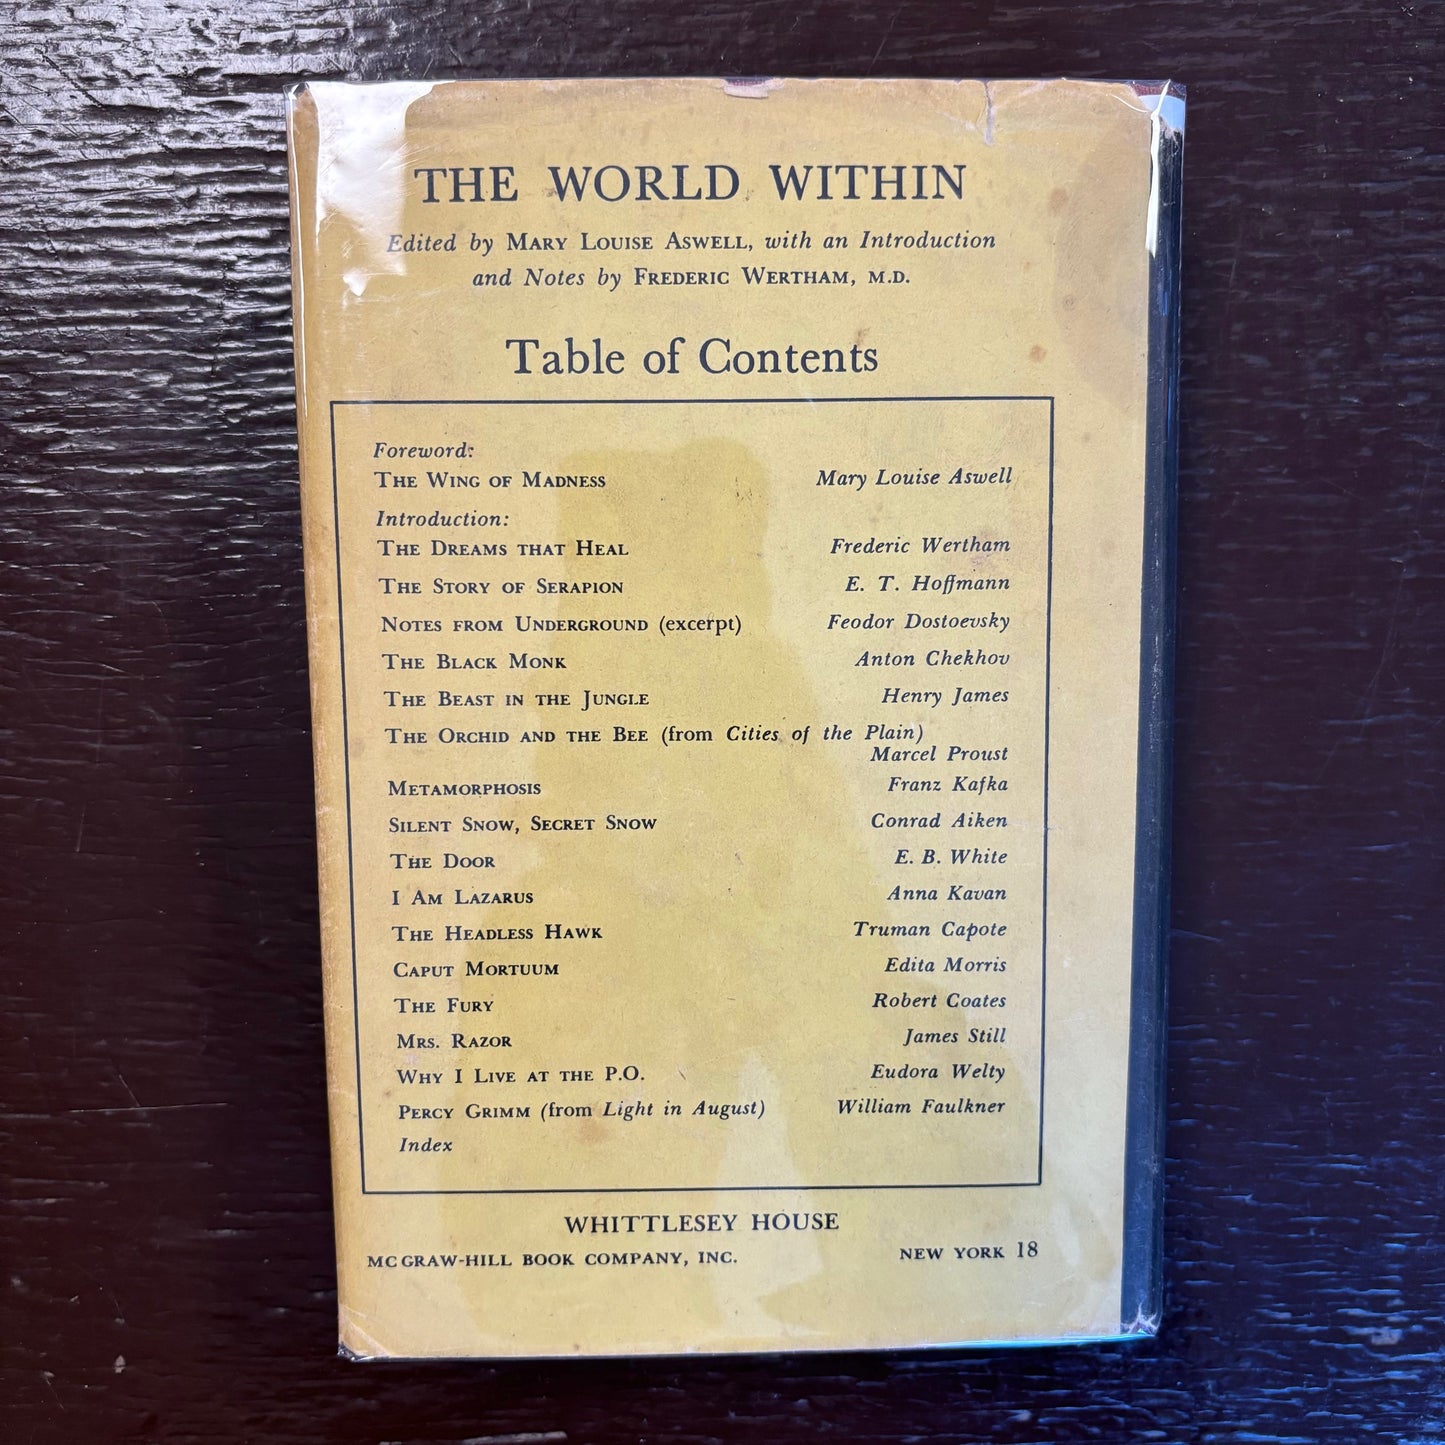 THE WORLD WITHIN
Edited by MARY LOUISE ASWELL, with an Introduction
and Notes by FREDERIC WERTHAM, M.D.
Table of Contents
Foreword:
THE WING OF MADNESS Mary Louise Aswell
Introduction:
THE DREAMS THAT HEAL Frederic Wertham
THE STORY OF SERAPION E. T. Hoffmann
NOTES FROM UNDERGROUND (excerpt) Feodor Dostoevsky
THE BLACK MONK Anton Chekhov
THE BEAST IN THE JUNGLE Henry James
THE ORCHID AND THE BEE (from Cities of the Plain)
Marcel Proust
METAMORPHOSIS Franz Kafka
SILENT SNOW, SECRET SNOW Conrad Aiken
THE DOOR E. B. White
I AM LAZARUS Anna Kavan
THE HEADLESS HAWK Truman Capote
CAPUT MORTUUM Edita Morris
THE FURY Robert Coates
MRS. RAZOR James Still
WHY I LIVE AT THE P.O. Eudora Welty
PERCY GRIMM (from Light in August) William Faulkner
Index
WHITTLESEY HOUSE
MCGRAW-HILL BOOK COMPANY, INC. NEW YORK 18